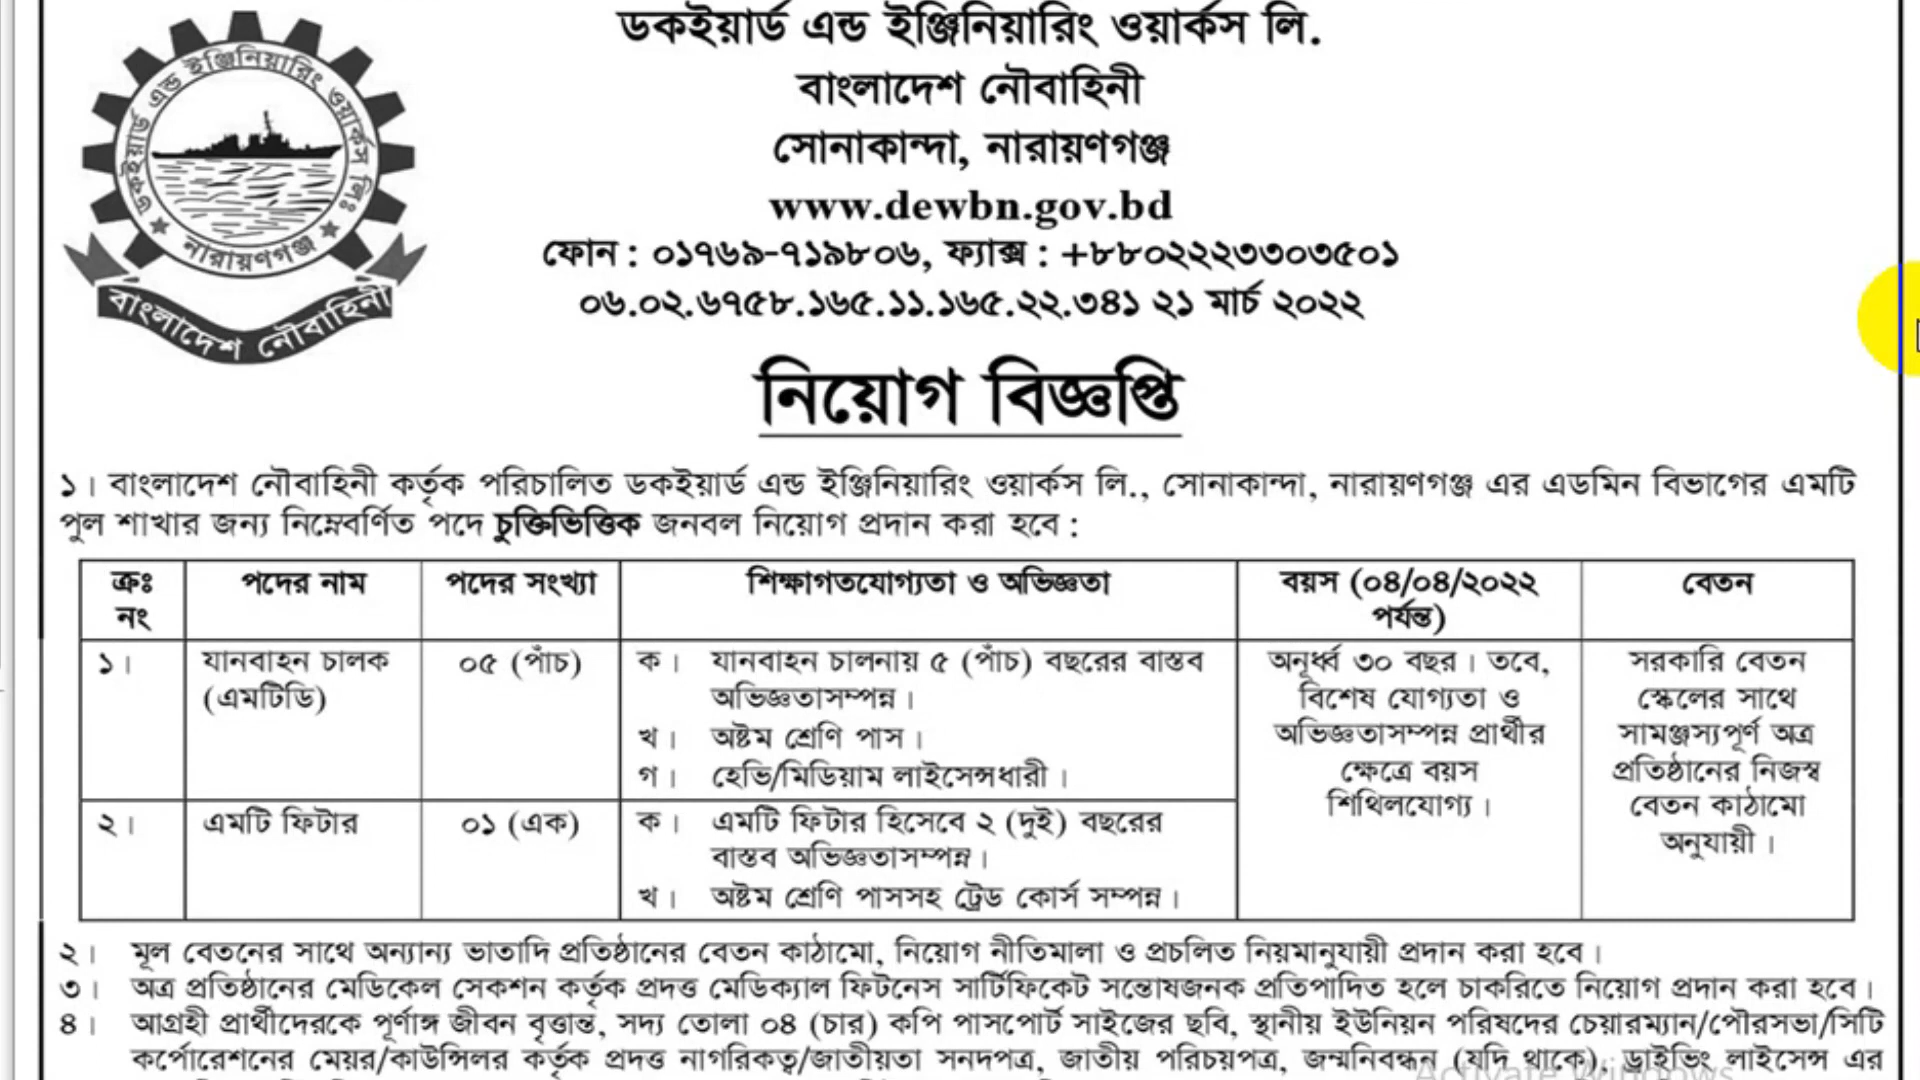 ডকইয়ার্ড এন্ড ইঞ্জিনিয়ারিং ওয়ার্কস লি.
বাংলাদেশ নৌবাহিনী
সোনাকান্দা, নারায়ণগঞ্জ
www.dewbn.gov.bd
ফোন : ০১৭৬৯-৭১৯৮০৬, ফ্যাক্স : +৮৮০২২২৩৩০৩৫০১
০৬.০২.৬৭৫৮.১৬৫.১১.১৬৫.২২.৩৪১ ২১ মার্চ ২০২২
ডকইয়ার্ড এন্ড ইঞ্জিনিয়ারিং ওয়ার্কস লিঃ
নারায়ণগঞ্জ
বাংলাদেশ নৌবাহিনী
নিয়োগ বিজ্ঞপ্তি
১। বাংলাদেশ নৌবাহিনী কর্তৃক পরিচালিত ডকইয়ার্ড এন্ড ইঞ্জিনিয়ারিং ওয়ার্কস লি., সোনাকান্দা, নারায়ণগঞ্জ এর এডমিন বিভাগের এমটি
পুল শাখার জন্য নিম্নেবর্ণিত পদে চুক্তিভিত্তিক জনবল নিয়োগ প্রদান করা হবে :
ক্রঃ নং
পদের নাম
পদের সংখ্যা
শিক্ষাগতযোগ্যতা ও অভিজ্ঞতা
বয়স (০৪/০৪/২০২২
পর্যন্ত)
বেতন
১।
যানবাহন চালক
(এমটিডি)
০৫ (পাঁচ)
ক। যানবাহন চালনায় ৫ (পাঁচ) বছরের বাস্তব
অভিজ্ঞতাসম্পন্ন।
খ। অষ্টম শ্রেণি পাস।
গ। হেভি/মিডিয়াম লাইসেন্সধারী।
অনূর্ধ্ব ৩০ বছর। তবে,
বিশেষ যোগ্যতা ও
অভিজ্ঞতাসম্পন্ন প্রার্থীর
ক্ষেত্রে বয়স
শিথিলযোগ্য।
সরকারি বেতন
স্কেলের সাথে
সামঞ্জস্যপূর্ণ অত্র
প্রতিষ্ঠানের নিজস্ব
বেতন কাঠামো
অনুযায়ী।
২।
এমটি ফিটার
০১ (এক)
ক। এমটি ফিটার হিসেবে ২ (দুই) বছরের
বাস্তব অভিজ্ঞতাসম্পন্ন।
খ। অষ্টম শ্রেণি পাসসহ ট্রেড কোর্স সম্পন্ন।
২। মূল বেতনের সাথে অন্যান্য ভাতাদি প্রতিষ্ঠানের বেতন কাঠামো, নিয়োগ নীতিমালা ও প্রচলিত নিয়মানুযায়ী প্রদান করা হবে।
৩। অত্র প্রতিষ্ঠানের মেডিকেল সেকশন কর্তৃক প্রদত্ত মেডিক্যাল ফিটনেস সার্টিফিকেট সন্তোষজনক প্রতিপাদিত হলে চাকরিতে নিয়োগ প্রদান করা হবে।
৪। আগ্রহী প্রার্থীদেরকে পূর্ণাঙ্গ জীবন বৃত্তান্ত, সদ্য তোলা ০৪ (চার) কপি পাসপোর্ট সাইজের ছবি, স্থানীয় ইউনিয়ন পরিষদের চেয়ারম্যান/পৌরসভা/সিটি
কর্পোরেশনের মেয়র/কাউন্সিলর কর্তৃক প্রদত্ত নাগরিকত্ব/জাতীয়তা সনদপত্র, জাতীয় পরিচয়পত্র, জন্মনিবন্ধন (যদি থাকে), ড্রাইভিং লাইসেন্স এর
Activate Windows